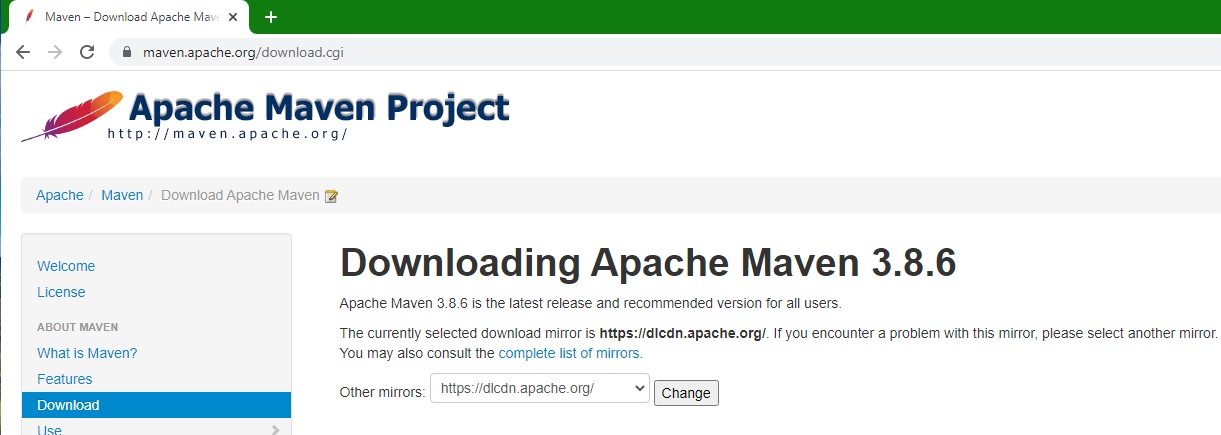 Maven – Download Apache Mave
maven.apache.org/download.cgi
Apache Maven Project
http://maven.apache.org/
Apache / Maven / Download Apache Maven
Welcome
License
ABOUT MAVEN
What is Maven?
Features
Download
Use
Downloading Apache Maven 3.8.6
Apache Maven 3.8.6 is the latest release and recommended version for all users.
The currently selected download mirror is https://dlcdn.apache.org/. If you encounter a problem with this mirror, please select another mirror.
You may also consult the complete list of mirrors.
Other mirrors: https://dlcdn.apache.org/ Change